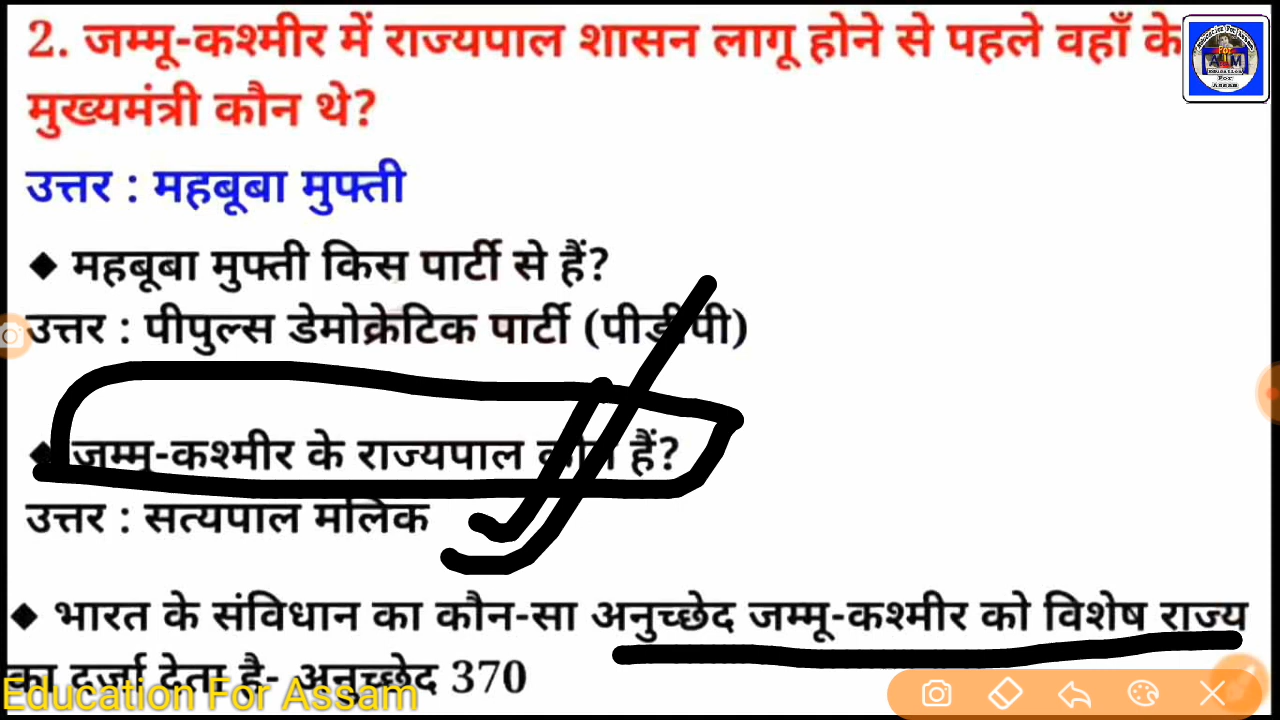 2. जम्मू-कश्मीर में राज्यपाल शासन लागू होने से पहले वहाँ के
मुख्यमंत्री कौन थे?
उत्तर : महबूबा मुफ्ती
◆ महबूबा मुफ्ती किस पार्टी से हैं?
उत्तर : पीपुल्स डेमोक्रेटिक पार्टी (पीडीपी)
◆ जम्मू-कश्मीर के राज्यपाल कौन हैं?
उत्तर : सत्यपाल मलिक
◆ भारत के संविधान का कौन-सा अनुच्छेद जम्मू-कश्मीर को विशेष राज्य
का दर्जा देता है- अनुच्छेद 370
Education For Assam